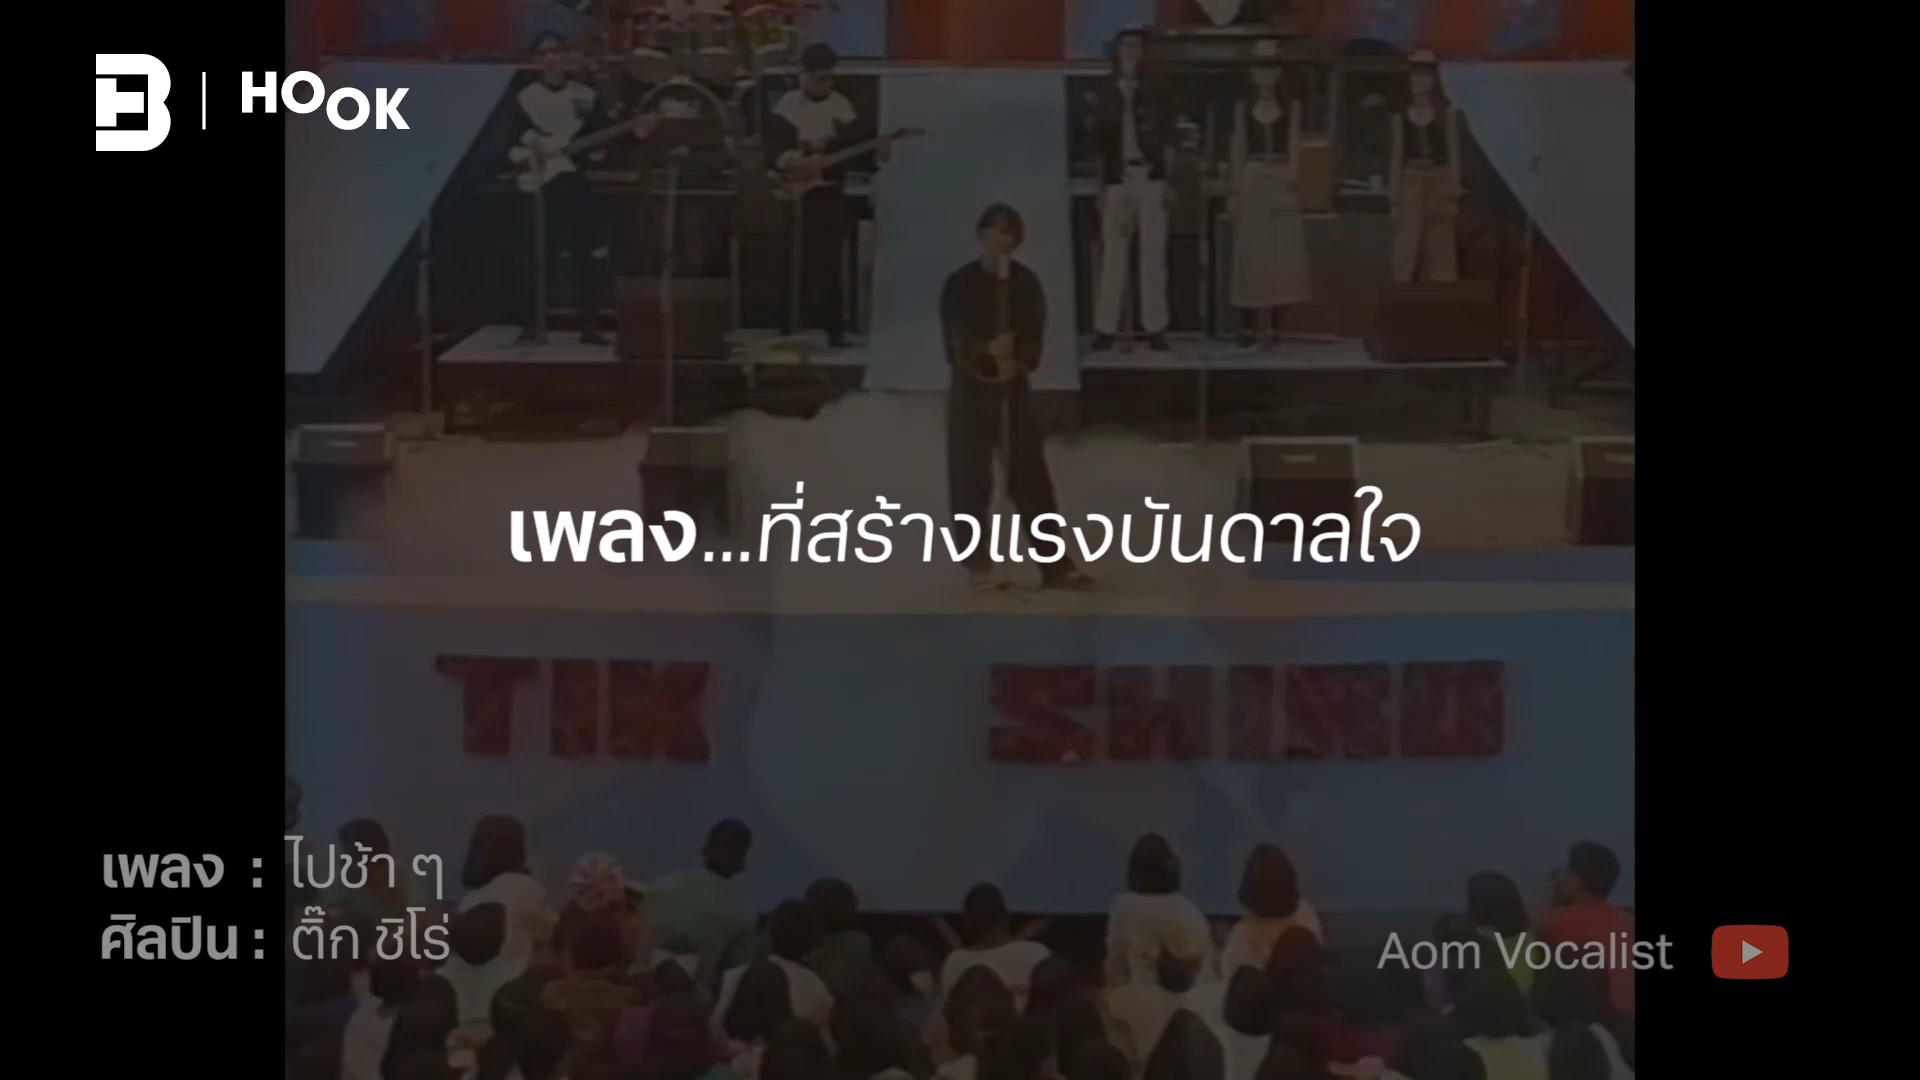 HOOK
เพลง...ที่สร้างแรงบันดาลใจ
TIK SHIRO
เพลง : ไปช้า ๆ
ศิลปิน : ติ๊ก ชิโร่
Aom Vocalist